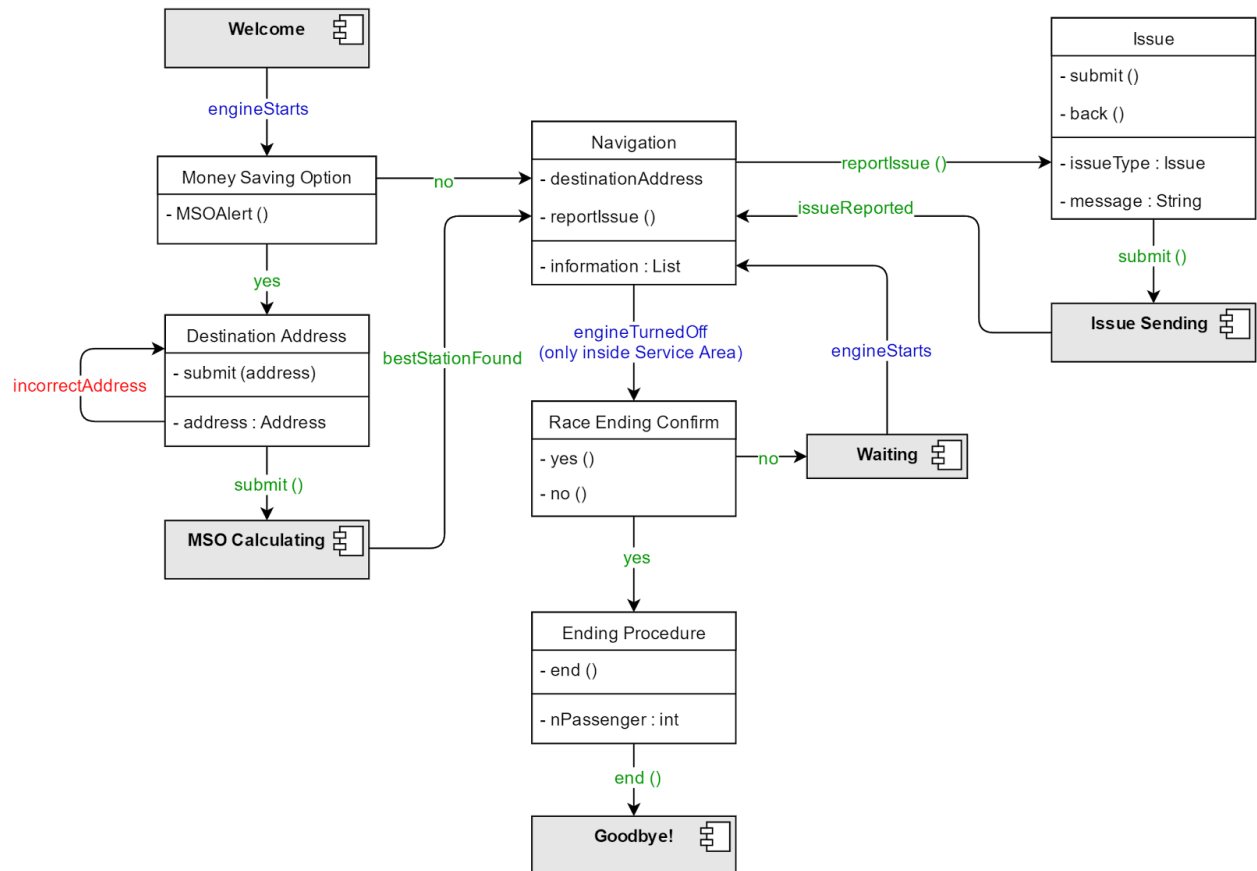 Welcome
engineStarts
Money Saving Option
- MSOAlert ()
no
yes
Destination Address
- submit (address)
- address : Address
incorrectAddress
submit ()
MSO Calculating
bestStationFound
Navigation
- destinationAddress
- reportIssue ()
- information : List
reportIssue ()
issueReported
Issue
- submit ()
- back ()
- issueType : Issue
- message : String
submit ()
Issue Sending
engineTurnedOff
(only inside Service Area)
engineStarts
Race Ending Confirm
- yes ()
- no ()
no
Waiting
yes
Ending Procedure
- end ()
- nPassenger : int
end ()
Goodbye!